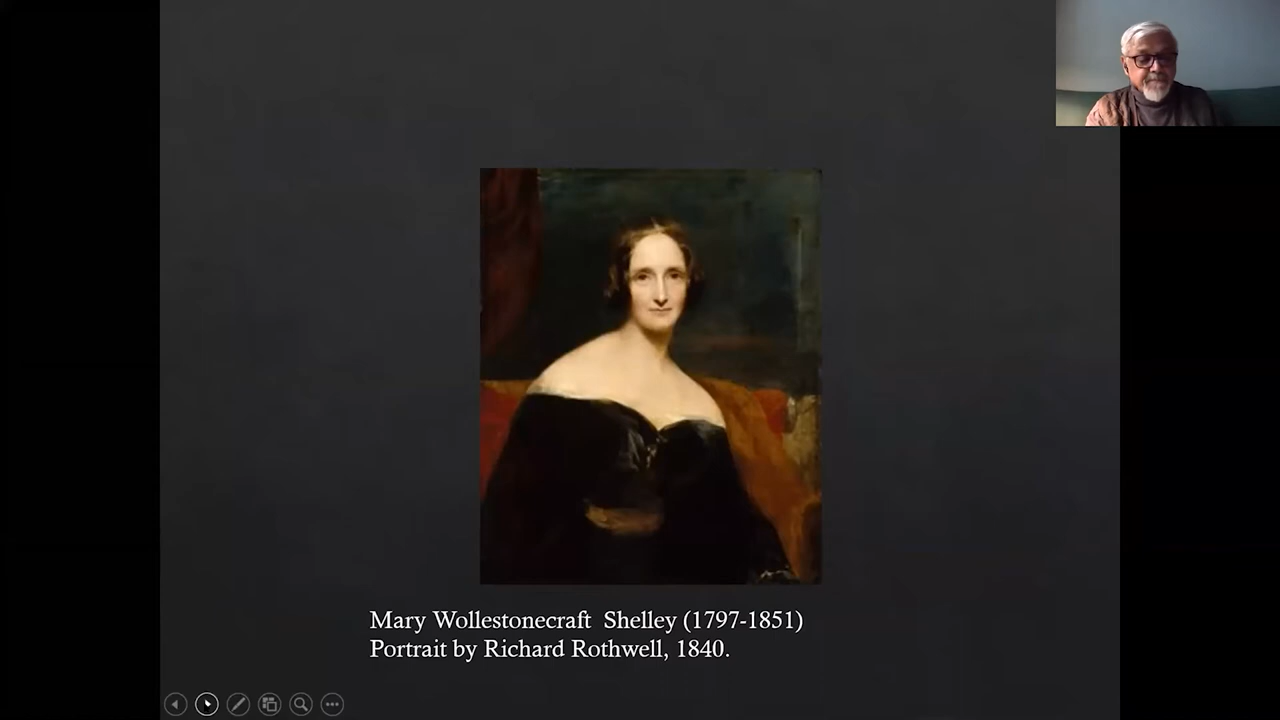 Mary Wollestonecraft Shelley (1797-1851)
Portrait by Richard Rothwell, 1840.